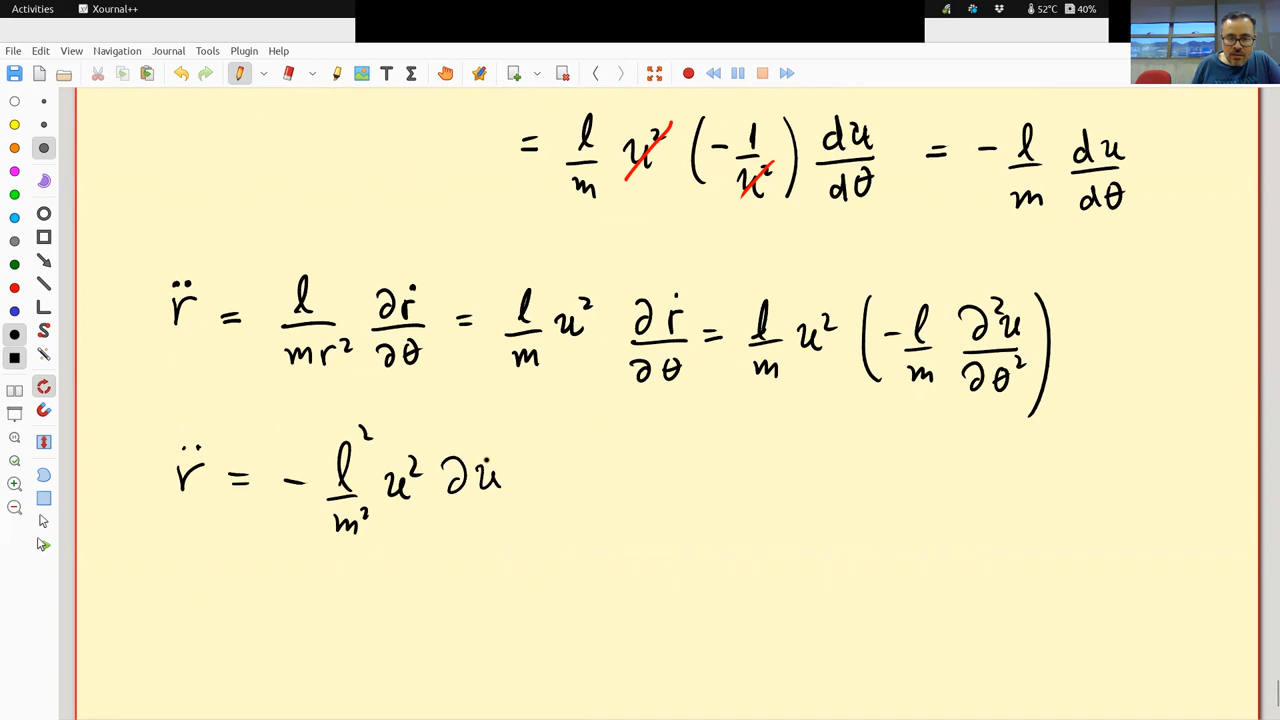 Activities Xournal++ 52°C 40%
File Edit View Navigation Journal Tools Plugin Help
= l/m u² (-1/u²) du/dθ = - l/m du/dθ
r̈ = l/mr² ∂ṙ/∂θ = l/m u² ∂ṙ/∂θ = l/m u² (-l/m ∂²u/∂θ²)
r̈ = - l²/m² u² ∂u